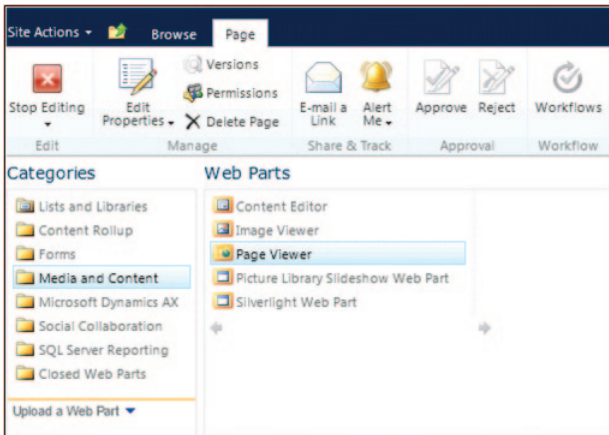 Site Actions Browse Page
Stop Editing
Edit Properties
Versions
Permissions
Delete Page
E-mail a Link
Alert Me
Approve
Reject
Workflows
Edit
Manage
Share & Track
Approval
Workflow
Categories
Lists and Libraries
Content Rollup
Forms
Media and Content
Microsoft Dynamics AX
Social Collaboration
SQL Server Reporting
Closed Web Parts
Upload a Web Part
Web Parts
Content Editor
Image Viewer
Page Viewer
Picture Library Slideshow Web Part
Silverlight Web Part